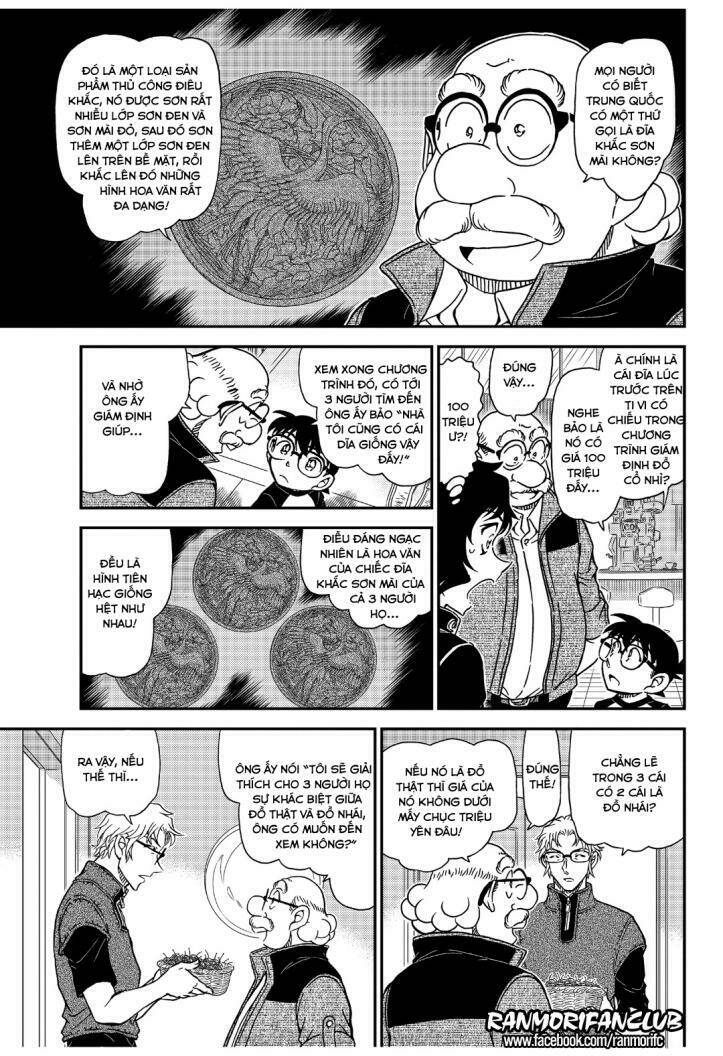 MỌI NGƯỜI
CÓ BIẾT
TRUNG QUỐC
CÓ MỘT THỨ
GỌI LÀ ĐĨA
KHẮC SƠN
MÀI KHÔNG?
ĐÓ LÀ MỘT LOẠI SẢN
PHẨM THỦ CÔNG ĐIÊU
KHẮC, NÓ ĐƯỢC SƠN RẤT
NHIỀU LỚP SƠN ĐEN VÀ
SƠN MÀI ĐỎ, SAU ĐÓ SƠN
THÊM MỘT LỚP SƠN ĐEN
LÊN TRÊN BỀ MẶT, RỒI
KHẮC LÊN ĐÓ NHỮNG
HÌNH HOA VĂN RẤT
ĐA DẠNG!
À CHÍNH LÀ
CÁI ĐĨA LÚC
TRƯỚC TRÊN
TI VI CÓ
CHIẾU TRONG
CHƯƠNG
TRÌNH GIÁM
ĐỊNH ĐỒ
CỔ NHỈ?
NGHE
BẢO LÀ
NÓ CÓ
GIÁ 100
TRIỆU
ĐẤY...
ĐÚNG
VẬY...
100
TRIỆU
Ư?!
XEM XONG CHƯƠNG
TRÌNH ĐÓ, CÓ TỚI
3 NGƯỜI TÌM ĐẾN
ÔNG ẤY BẢO “NHÀ
TÔI CŨNG CÓ CÁI
DĨA GIỐNG VẬY
ĐẤY!”
VÀ NHỜ
ÔNG ẤY
GIÁM ĐỊNH
GIÚP...
ĐIỀU ĐÁNG NGẠC
NHIÊN LÀ HOA VĂN
CỦA CHIẾC ĐĨA
KHẮC SƠN MÀI CỦA
CẢ 3 NGƯỜI
HỌ...
ĐỀU LÀ
HÌNH TIÊN
HẠC GIỐNG
HỆT NHƯ
NHAU!
CHẲNG LẼ
TRONG 3 CÁI
CÓ 2 CÁI LÀ
ĐỒ NHÁI?
ĐÚNG
THẾ!
NẾU NÓ LÀ ĐỒ
THẬT THÌ GIÁ CỦA
NÓ KHÔNG DƯỚI
MẤY CHỤC TRIỆU
YÊN ĐÂU!
ÔNG ẤY NÓI “TÔI SẼ GIẢI
THÍCH CHO 3 NGƯỜI HỌ
SỰ KHÁC BIỆT GIỮA
ĐỒ THẬT VÀ ĐỒ NHÁI,
ÔNG CÓ MUỐN ĐẾN
XEM KHÔNG?”
RA VẬY, NẾU
THẾ THÌ...
RANMORIFANCLUB
www.facebook.com/ranmorifc